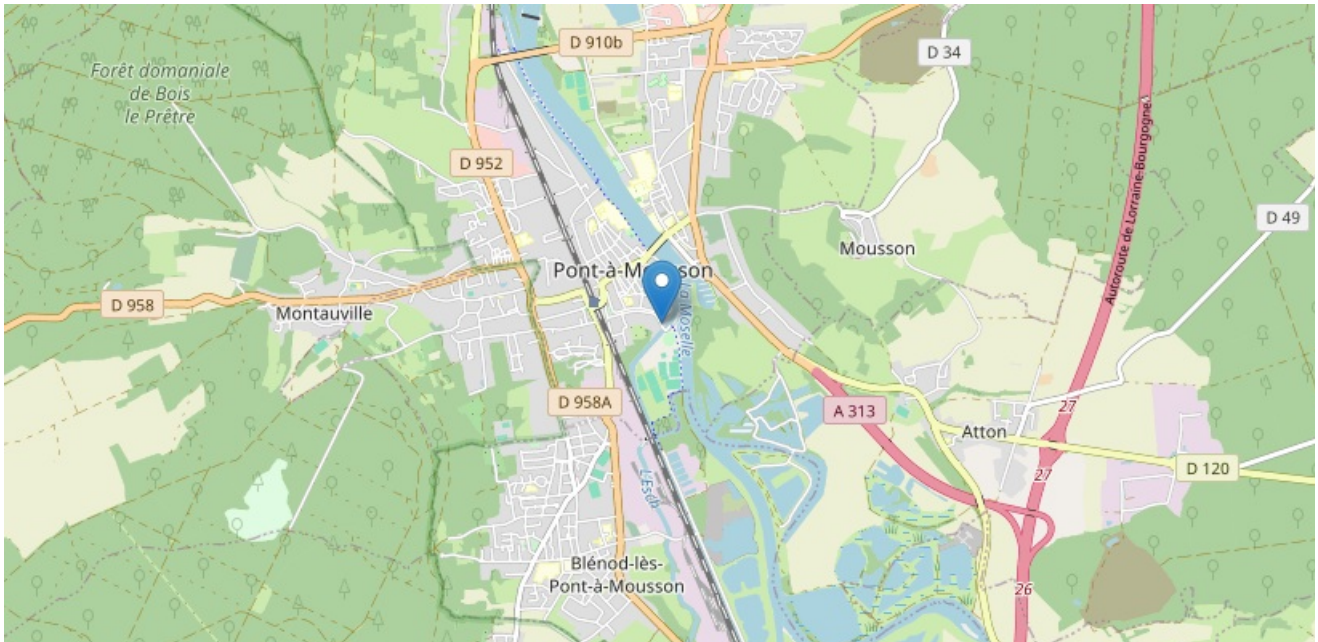 D 910b
D 34
Forêt domaniale
de Bois
le Prêtre
D 952
Autoroute de Lorraine-Bourgogne
D 49
Mousson
Pont-à-Mousson
D 958
Montauville
la Moselle
D 958A
A 313
27
Atton
D 120
27
L'Esch
Blénod-lès-
Pont-à-Mousson
26